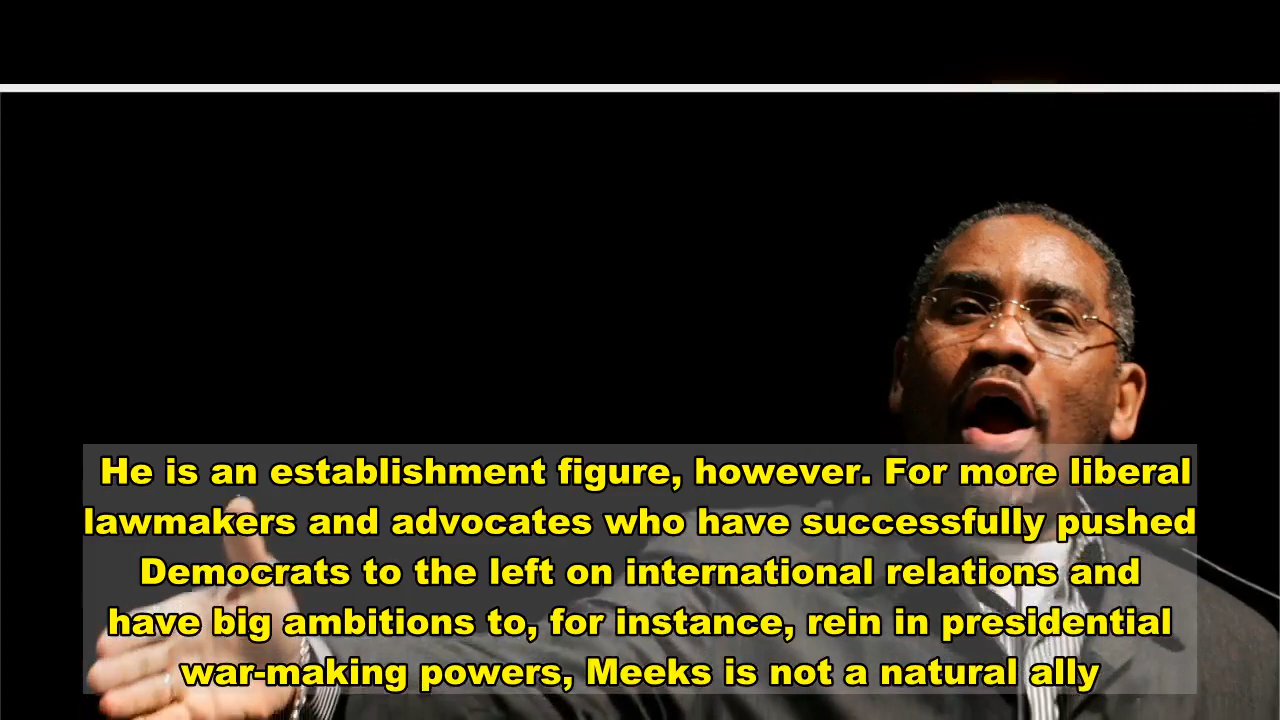 He is an establishment figure, however. For more liberal
lawmakers and advocates who have successfully pushed
Democrats to the left on international relations and
have big ambitions to, for instance, rein in presidential
war-making powers, Meeks is not a natural ally